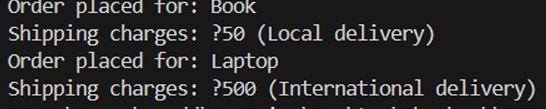 Order placed for: Book
Shipping charges: ?50 (Local delivery)
Order placed for: Laptop
Shipping charges: ?500 (International delivery)